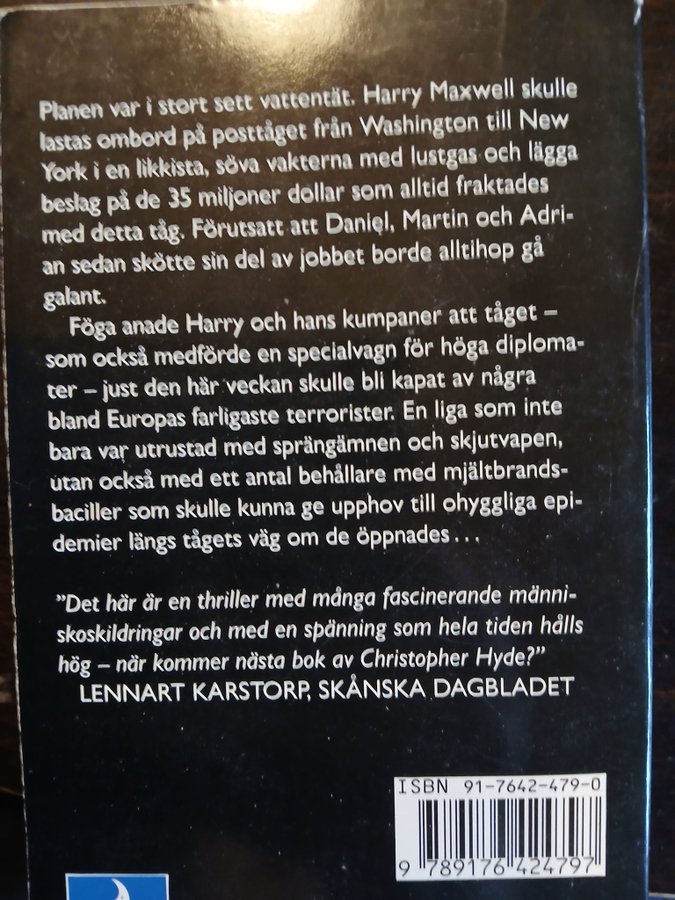 Planen var i stort sett vattentät. Harry Maxwell skulle
lastas ombord på posttåget från Washington till New
York i en likkista, söva vakterna med lustgas och lägga
beslag på de 35 miljoner dollar som alltid fraktades
med detta tåg. Förutsatt att Daniel, Martin och Adri-
an sedan skötte sin del av jobbet borde alltihop gå
galant.
Föga anade Harry och hans kumpaner att tåget –
som också medförde en specialvagn för höga diploma-
ter – just den här veckan skulle bli kapat av några
bland Europas farligaste terrorister. En liga som inte
bara var utrustad med sprängämnen och skjutvapen,
utan också med ett antal behållare med mjältbrands-
baciller som skulle kunna ge upphov till ohyggliga epi-
demier längs tågets väg om de öppnades...
"Det här är en thriller med många fascinerande männi-
skoskildringar och med en spänning som hela tiden hålls
hög – när kommer nästa bok av Christopher Hyde?"
LENNART KARSTORP, SKÅNSKA DAGBLADET
ISBN 91-7642-479-0
9 789176 424797